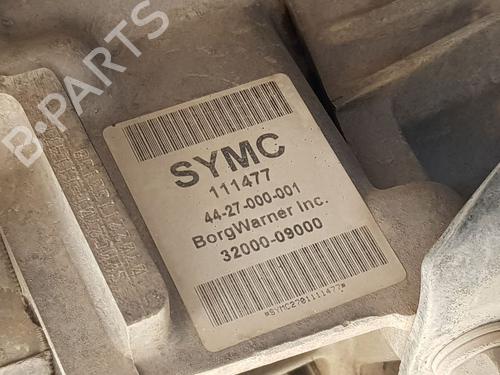 B-PARTS
SYMC
111477
44-27-000-001
BorgWarner Inc.
32000-09000
*SYMC2701111477*